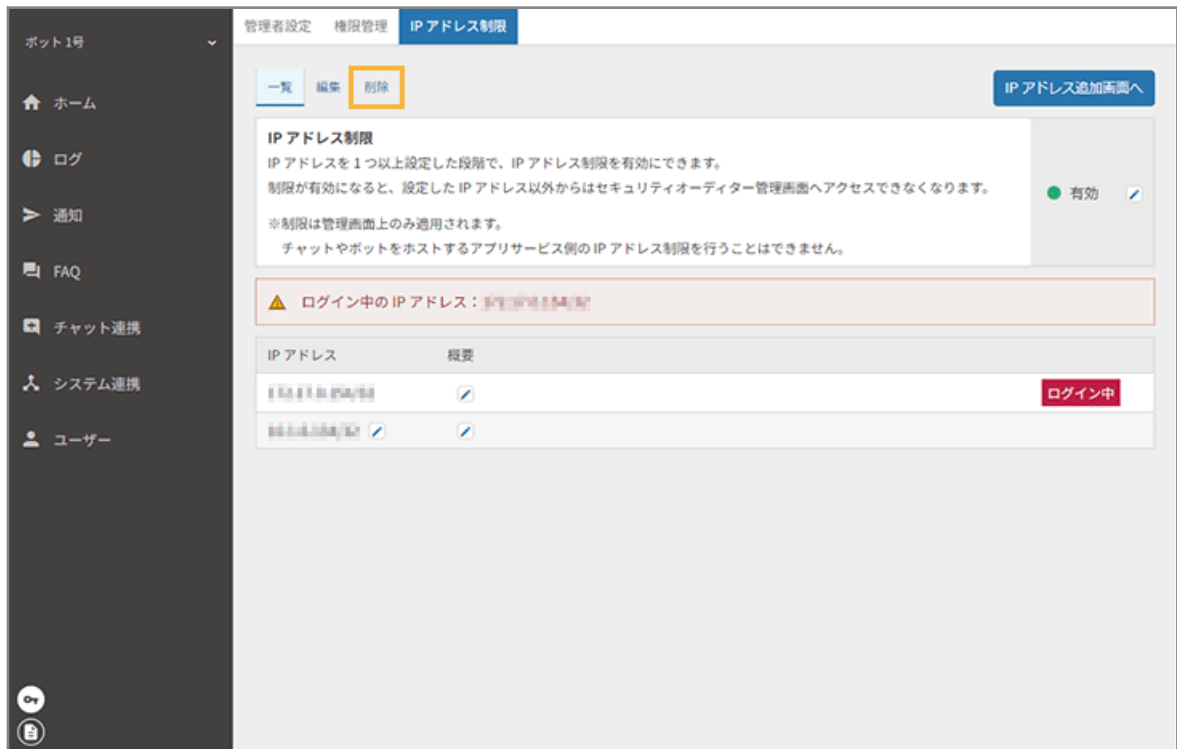 ボット1号
管理者設定 権限管理 IP アドレス制限
ホーム
ログ
通知
FAQ
チャット連携
システム連携
ユーザー
一覧 編集 削除
IP アドレス追加画面へ
IP アドレス制限
IP アドレスを 1 つ以上設定した段階で、IP アドレス制限を有効にできます。
制限が有効になると、設定した IP アドレス以外からはセキュリティオーディター管理画面へアクセスできなくなります。
※制限は管理画面上のみ適用されます。
チャットやボットをホストするアプリサービス側の IP アドレス制限を行うことはできません。
有効
ログイン中の IP アドレス：
IP アドレス 概要
ログイン中